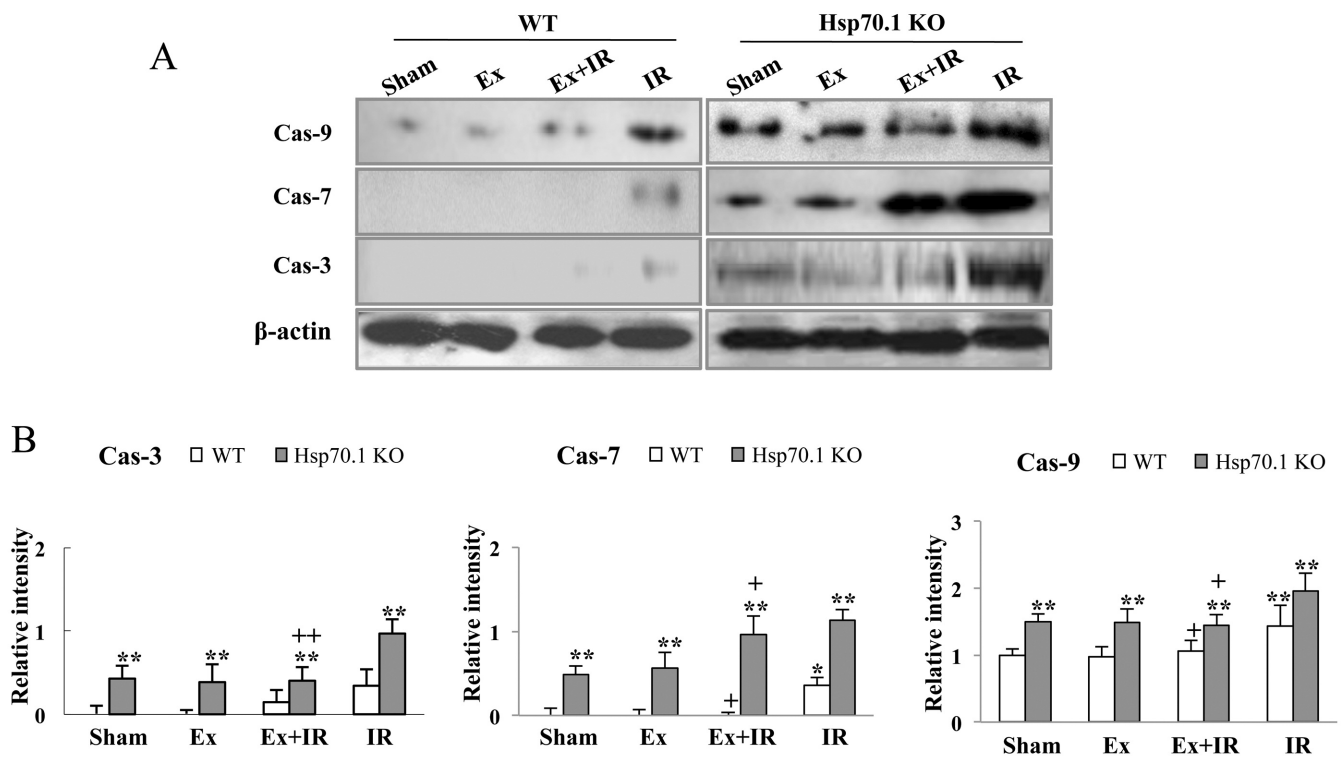 WT Hsp70.1 KO
A
Sham Ex Ex+IR IR Sham Ex Ex+IR IR
Cas-9
Cas-7
Cas-3
β-actin
B
Cas-3 WT Hsp70.1 KO
Relative intensity
2
1
0
** ** ++ ** **
Sham Ex Ex+IR IR
Cas-7 WT Hsp70.1 KO
Relative intensity
2
1
0
** ** + + ** * **
Sham Ex Ex+IR IR
Cas-9 WT Hsp70.1 KO
Relative intensity
3
2
1
0
** ** + + ** ** **
Sham Ex Ex+IR IR